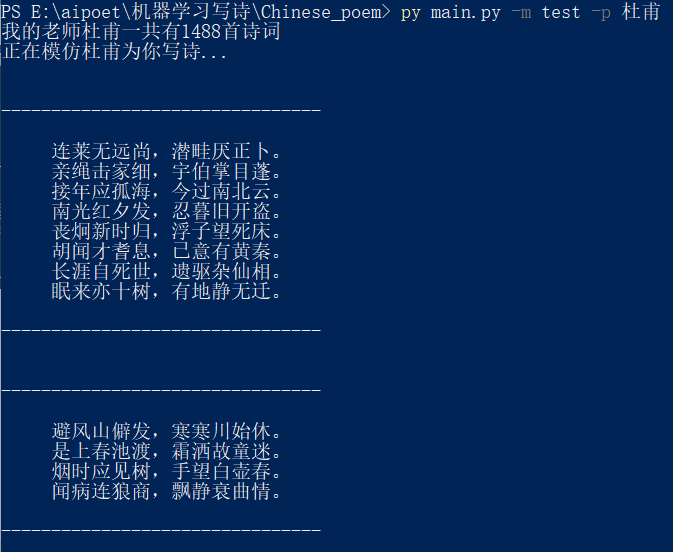 PS E:\aipoet\机器学习写诗\Chinese_poem> py main.py -m test -p 杜甫
我的老师杜甫一共有1488首诗词
正在模仿杜甫为你写诗...
--------------------------------
连莱无远尚，潜畦厌正卜。
亲绳击家细，宇伯掌目蓬。
接年应孤海，今过南北云。
南光红夕发，忍暮旧开盗。
丧炯新时归，浮子望死床。
胡闻才耆息，已意有黄秦。
长涯自死世，遗驱杂仙相。
眠来亦十树，有地静无迁。
--------------------------------
--------------------------------
避风山僻发，寒寒川始休。
是上春池渡，霜洒故童迷。
烟时应见树，手望白壶春。
闻病连狼商，飘静衰曲情。
--------------------------------